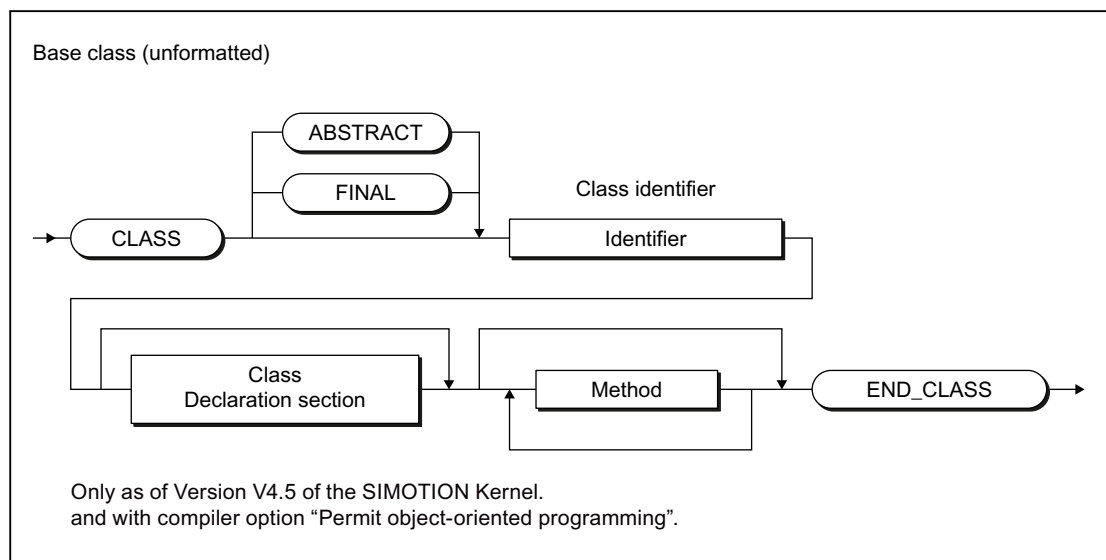 Base class (unformatted)
ABSTRACT
FINAL
Class identifier
CLASS
Identifier
Class
Declaration section
Method
END_CLASS
Only as of Version V4.5 of the SIMOTION Kernel.
and with compiler option “Permit object-oriented programming”.